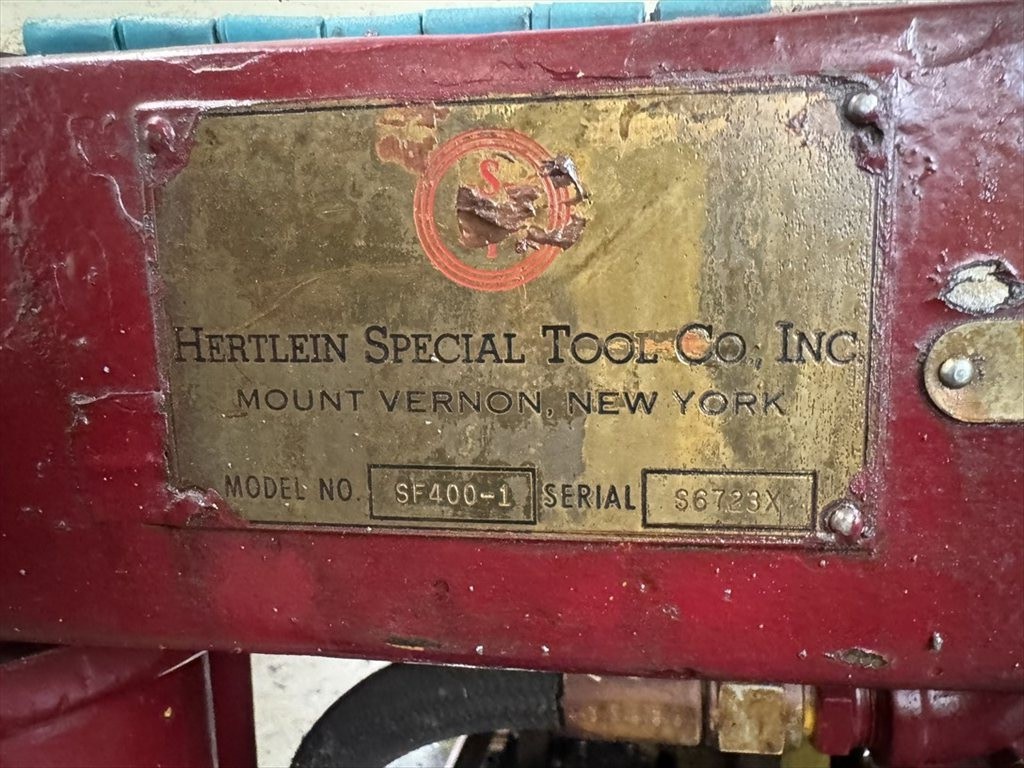 S
HERTLEIN SPECIAL TOOL CO., INC.
MOUNT VERNON, NEW YORK
MODEL NO. SF400-1 SERIAL S6723X